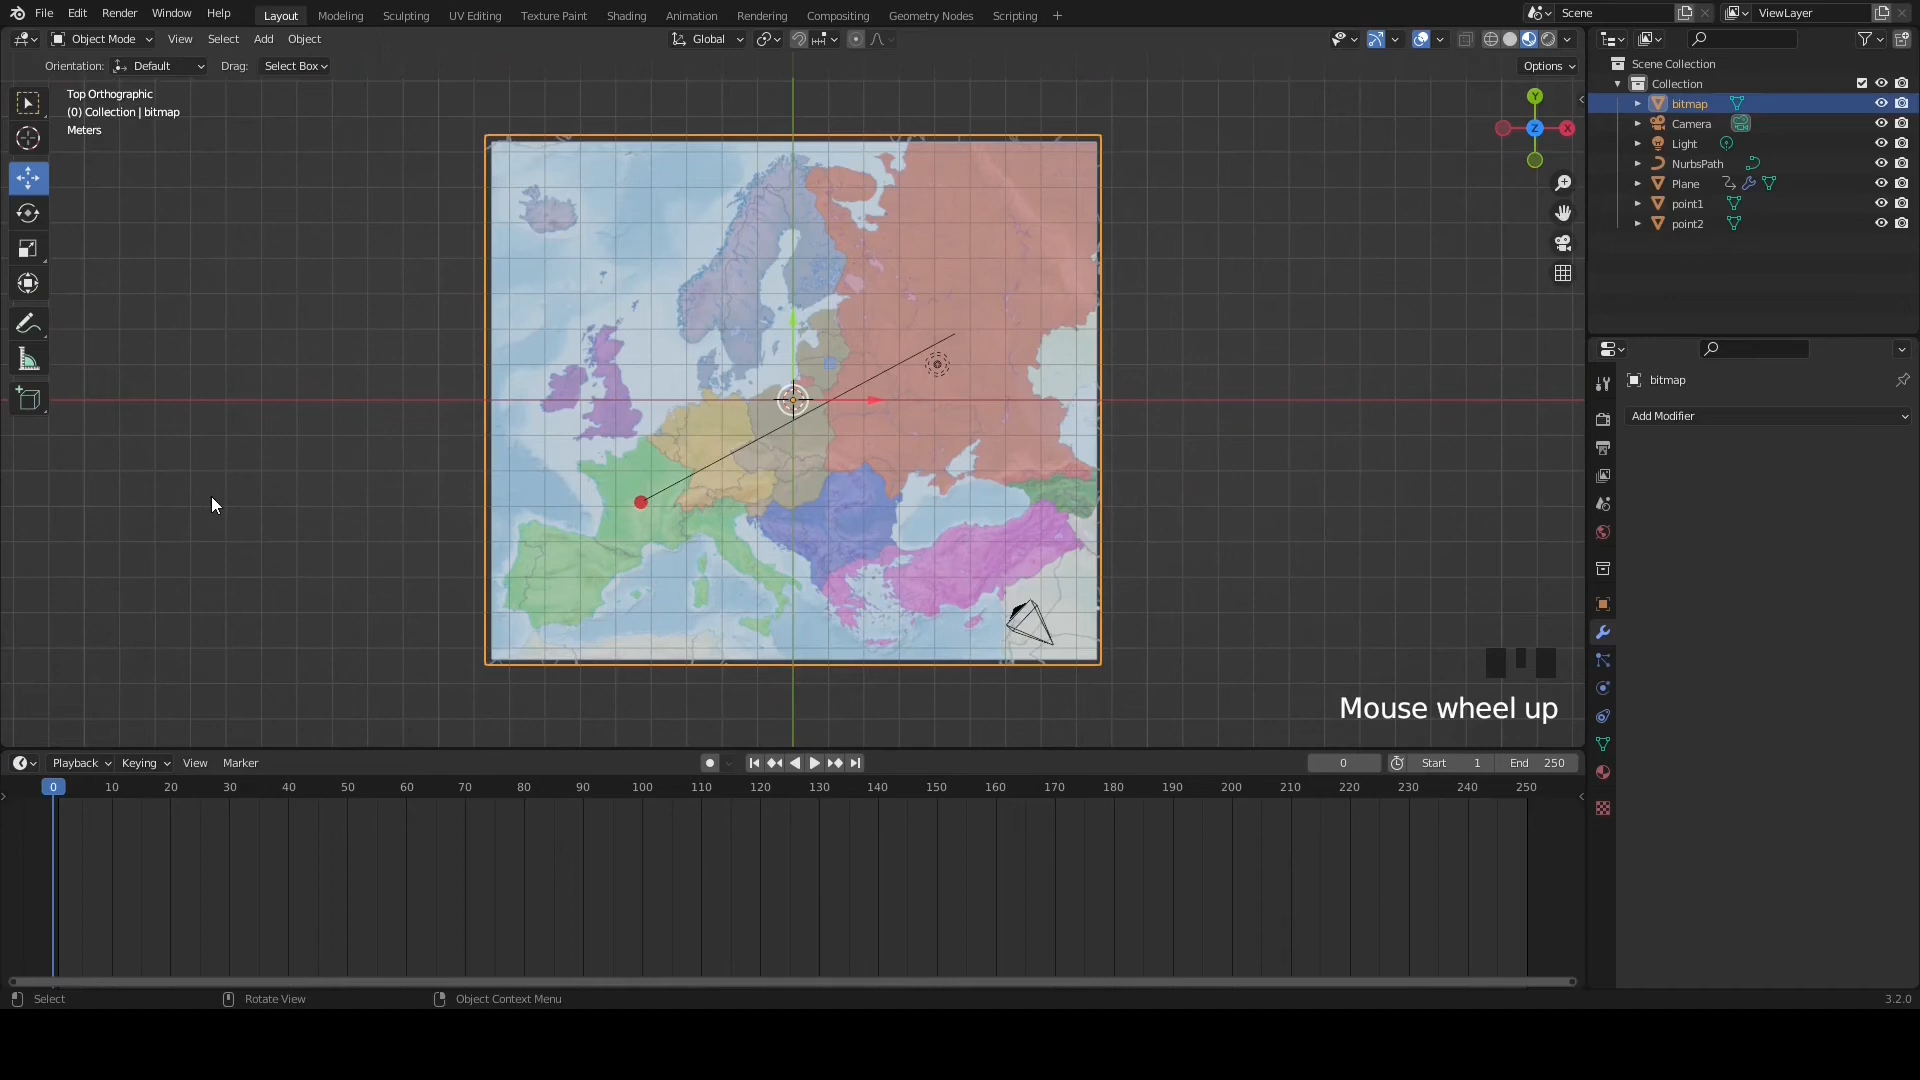 File Edit Render Window Help Layout Modeling Sculpting UV Editing Texture Paint Shading Animation Rendering Compositing Geometry Nodes Scripting + Scene ViewLayer
Object Mode View Select Add Object Global
Orientation: Default Drag: Select Box Options
Top Orthographic
(0) Collection | bitmap
Meters
Y
Z
X
Scene Collection
Collection
bitmap
Camera
Light
NurbsPath
Plane
point1
point2
bitmap
Add Modifier
Mouse wheel up
Playback Keying View Marker 0 Start 1 End 250
0 10 20 30 40 50 60 70 80 90 100 110 120 130 140 150 160 170 180 190 200 210 220 230 240 250
Select Rotate View Object Context Menu 3.2.0